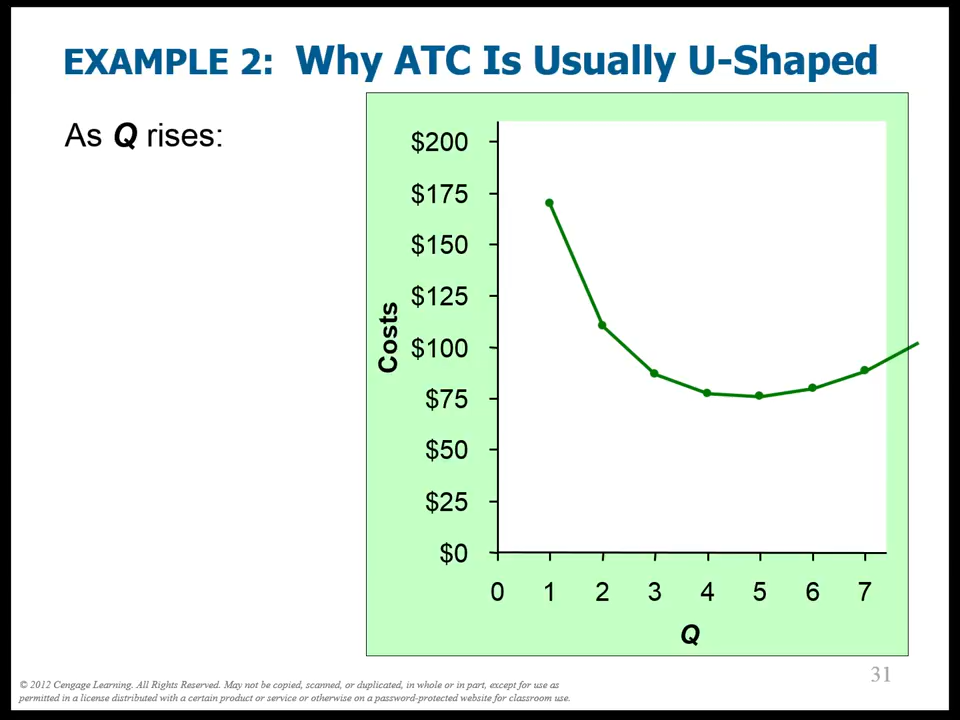 EXAMPLE 2: Why ATC Is Usually U-Shaped
As Q rises:
$200
$175
$150
$125
$100
$75
$50
$25
$0
Costs
0 1 2 3 4 5 6 7
Q
31
© 2012 Cengage Learning. All Rights Reserved. May not be copied, scanned, or duplicated, in whole or in part, except for use as
permitted in a license distributed with a certain product or service or otherwise on a password-protected website for classroom use.